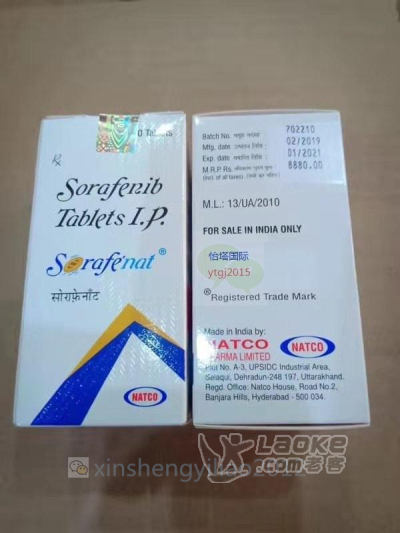 0 Tablets
Rx
Sorafenib
Tablets I.P.
Sorafenat®
सोराफ़ेनॅट
NATCO
Batch No.
702210
Mfg. date
02/2019
Exp. date
01/2021
M.R.P. Rs.
8880.00
M.L.: 13/UA/2010
FOR SALE IN INDIA ONLY
怡塔国际
ytgj2015
®Registered Trade Mark
Made in India by:
NATCO
PHARMA LIMITED
NATCO
Plot No. A-3, UPSIDC Industrial Area,
Selaqui, Dehradun-248 197, Uttarakhand.
Regd. Office: Natco House, Road No.2,
Banjara Hills, Hyderabad - 500 034.
LAOKE
.com老客